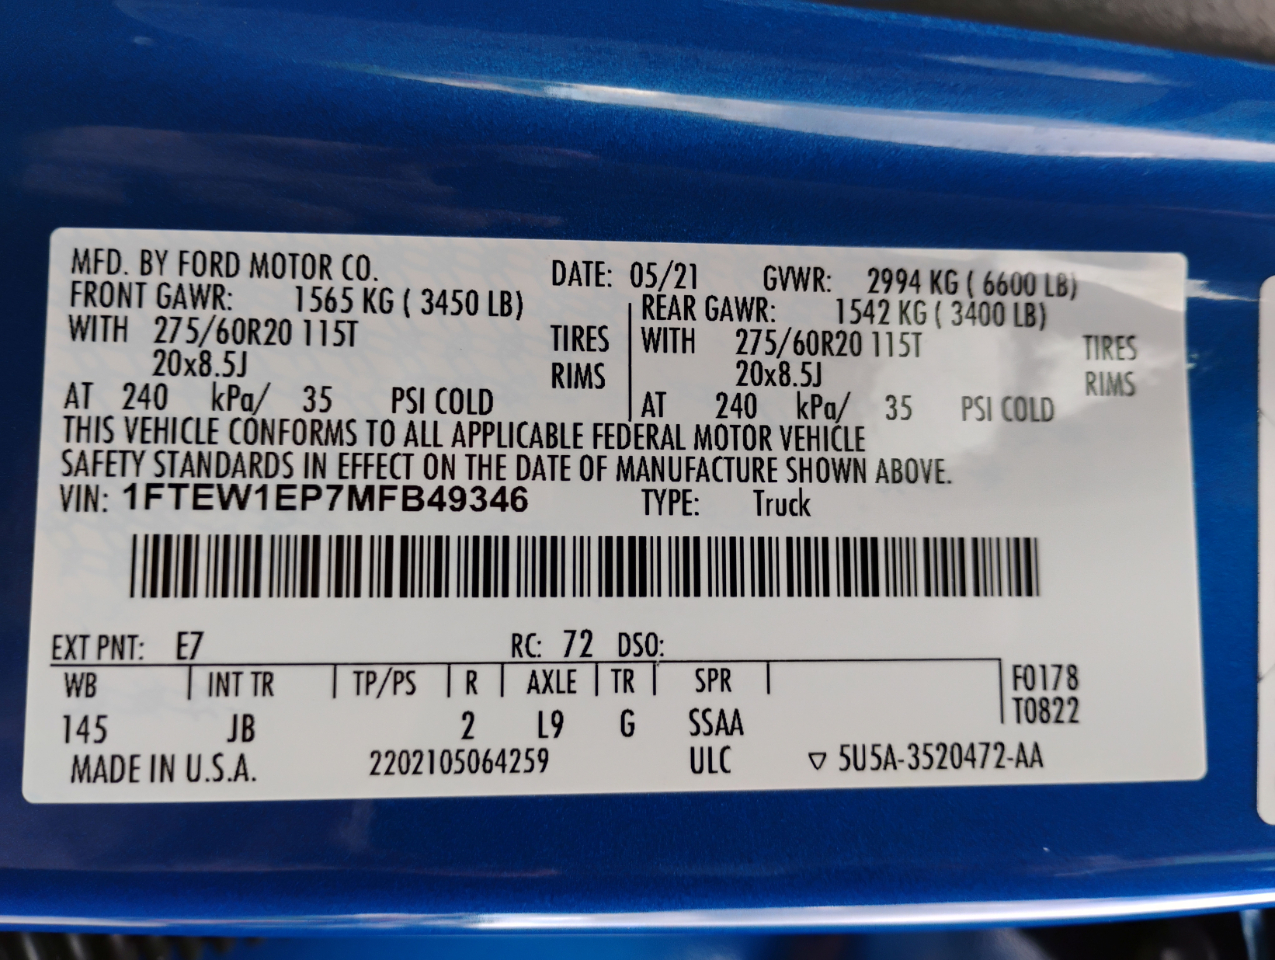 MFD. BY FORD MOTOR CO. DATE: 05/21 GVWR: 2994 KG ( 6600 LB)
FRONT GAWR: 1565 KG ( 3450 LB) REAR GAWR: 1542 KG ( 3400 LB)
WITH 275/60R20 115T TIRES WITH 275/60R20 115T TIRES
20x8.5J RIMS 20x8.5J RIMS
AT 240 kPa/ 35 PSI COLD AT 240 kPa/ 35 PSI COLD
THIS VEHICLE CONFORMS TO ALL APPLICABLE FEDERAL MOTOR VEHICLE
SAFETY STANDARDS IN EFFECT ON THE DATE OF MANUFACTURE SHOWN ABOVE.
VIN: 1FTEW1EP7MFB49346 TYPE: Truck
EXT PNT: E7 RC: 72 DSO:
WB INT TR TP/PS R AXLE TR SPR F0178
145 JB 2 L9 G SSAA T0822
MADE IN U.S.A. 2202105064259 ULC ▽ 5U5A-3520472-AA